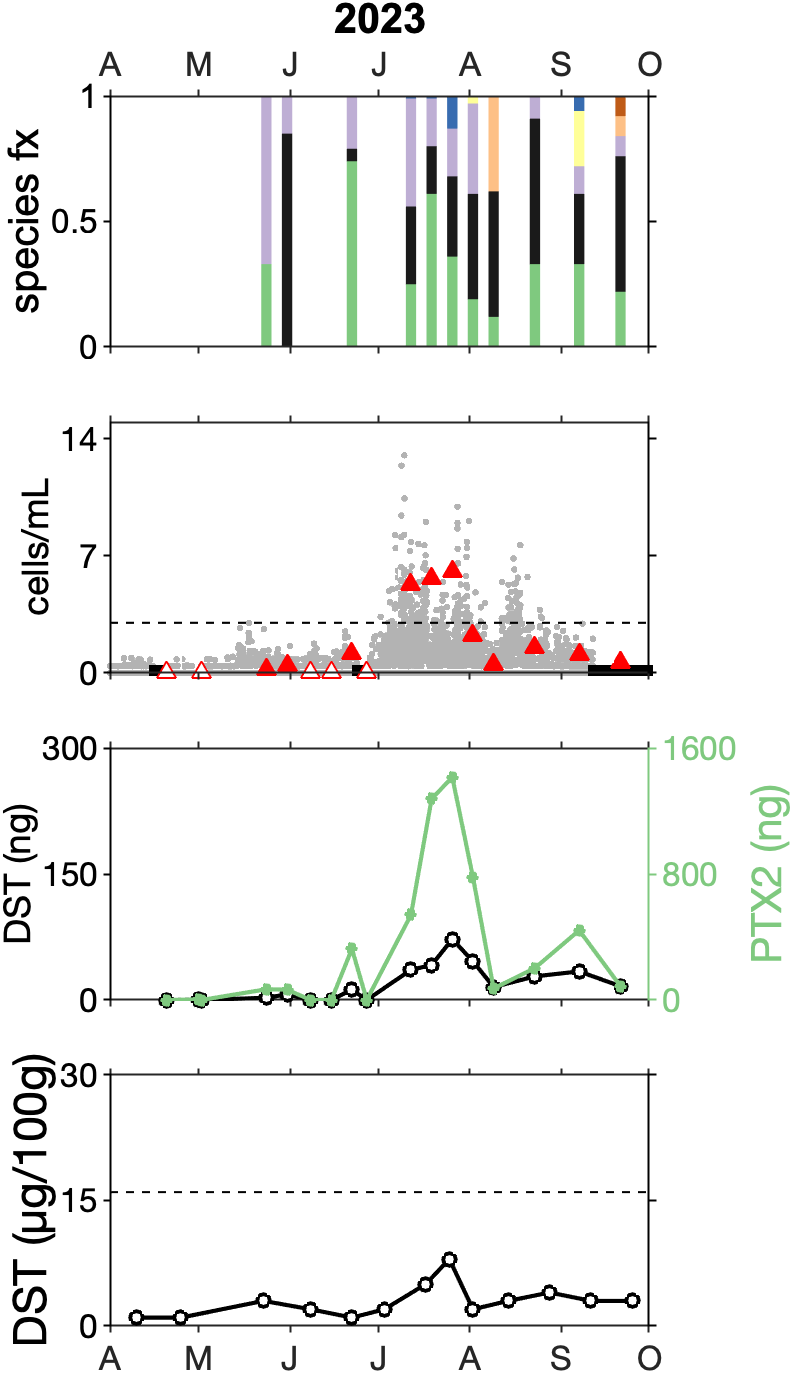 2023
A M J J A S O
species fx
1
0.5
0
cells/mL
14
7
0
DST (ng)
300
150
0
PTX2 (ng)
1600
800
0
DST (µg/100g)
30
15
0
A M J J A S O